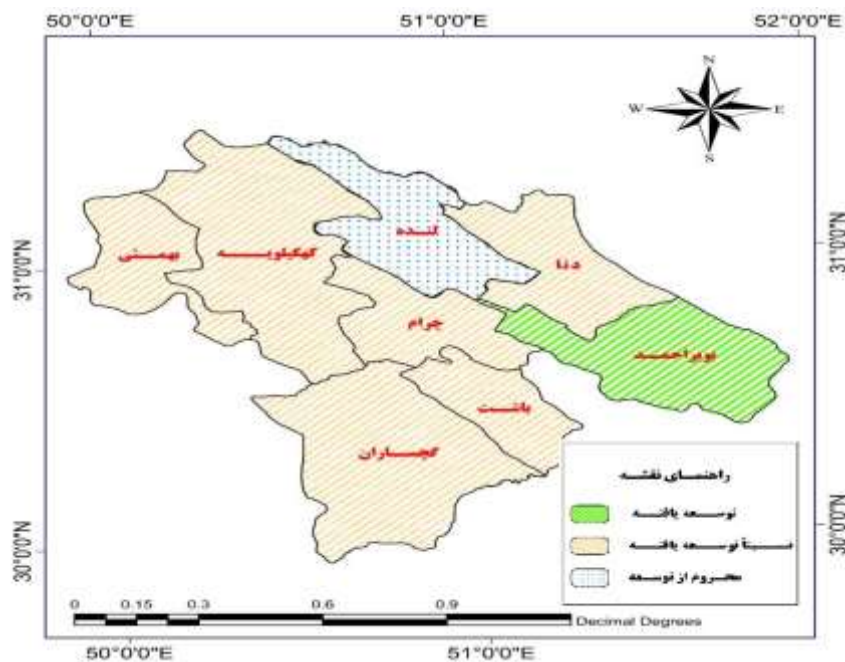 50°0'0"E 51°0'0"E 52°0'0"E
N
W E
S
31°0'0"N 31°0'0"N
لنده
دنا
بهمئی
کهکیلویه
چرام
بویراحمد
باشت
گچساران
راهنمای نقشه
توسعه یافته
نسبتاً توسعه یافته
محروم از توسعه
30°0'0"N 30°0'0"N
0 0.15 0.3 0.6 0.9
Decimal Degrees
50°0'0"E 51°0'0"E